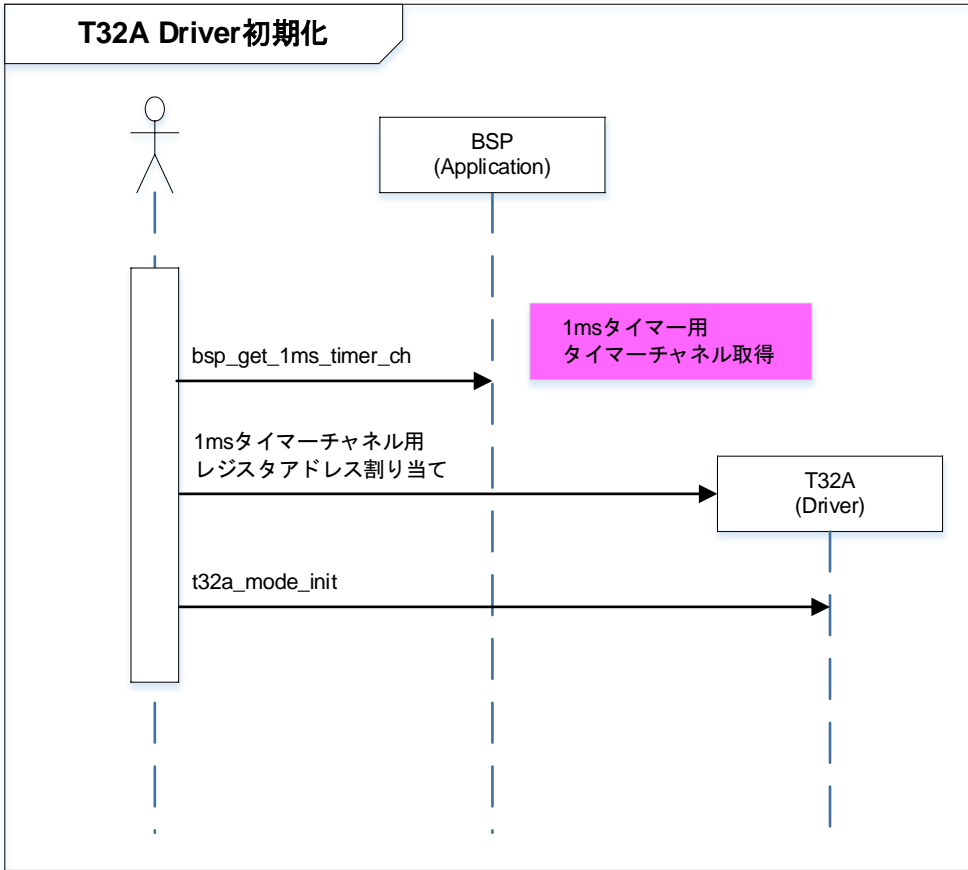 T32A Driver初期化
BSP
(Application)
1msタイマー用
タイマーチャネル取得
bsp_get_1ms_timer_ch
1msタイマーチャネル用
レジスタアドレス割り当て
T32A
(Driver)
t32a_mode_init